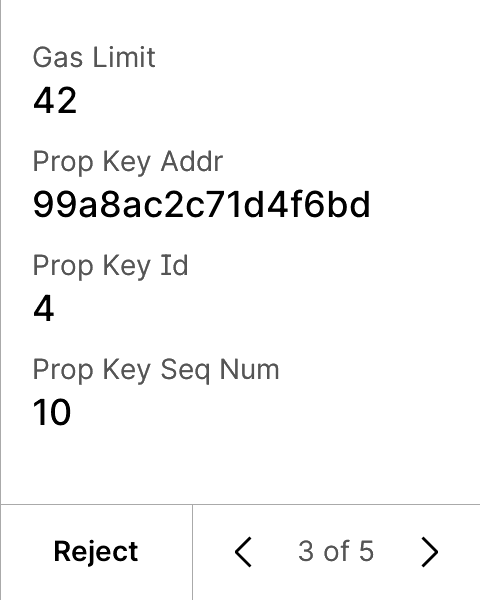 Gas Limit
42
Prop Key Addr
99a8ac2c71d4f6bd
Prop Key Id
4
Prop Key Seq Num
10
Reject
3 of 5